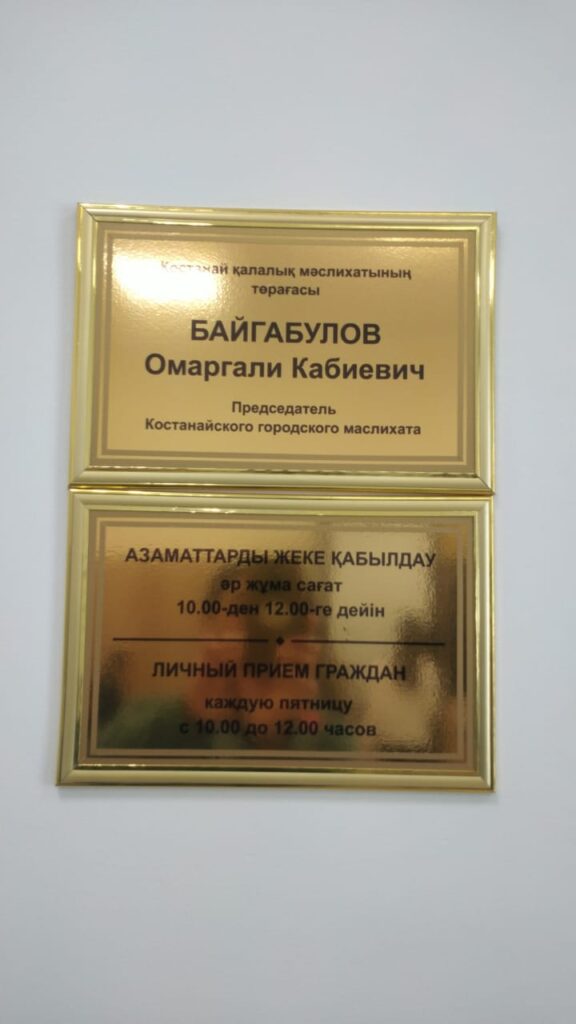 Костанай қалалық мәслихатының
төрағасы
БАЙГАБУЛОВ
Омаргали Кабиевич
Председатель
Костанайского городского маслихата
АЗАМАТТАРДЫ ЖЕКЕ ҚАБЫЛДАУ
әр жұма сағат
10.00-ден 12.00-ге дейін
ЛИЧНЫЙ ПРИЕМ ГРАЖДАН
каждую пятницу
с 10.00 до 12.00 часов